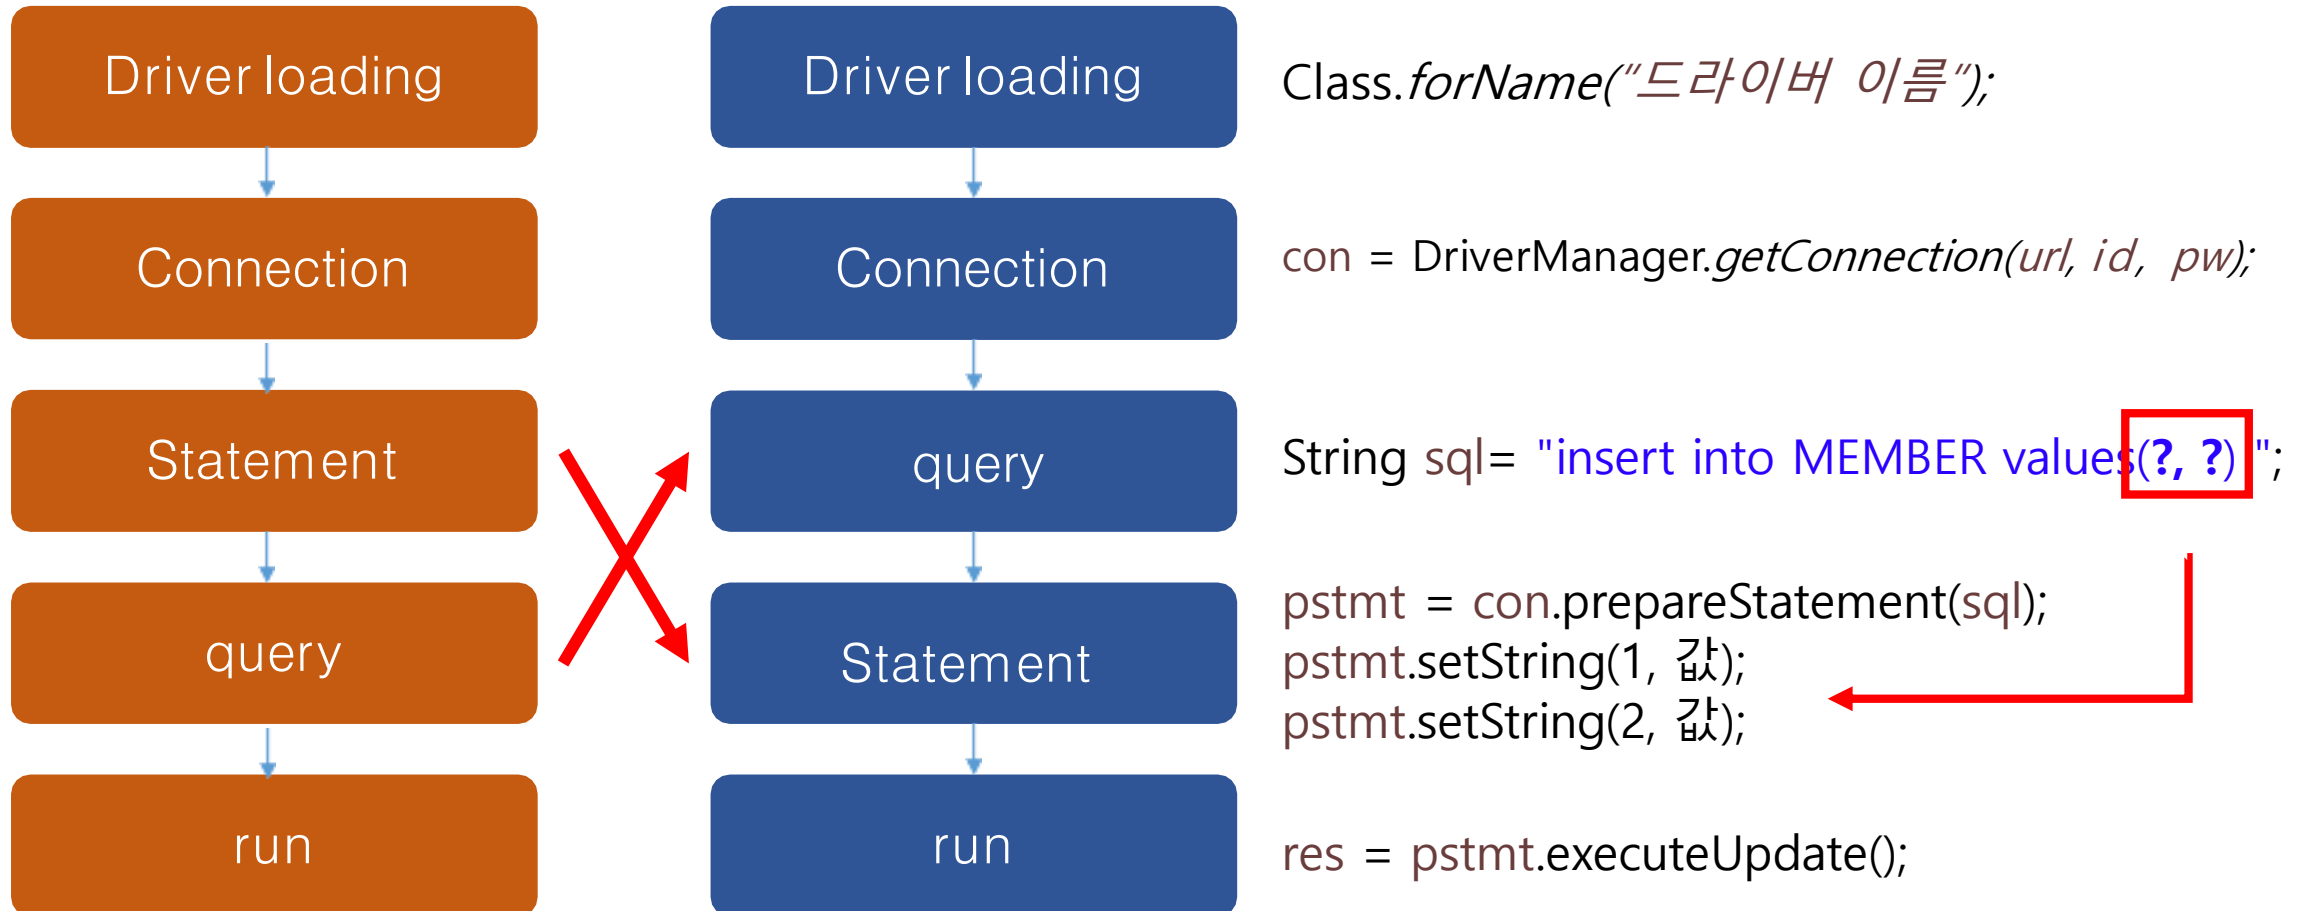 Driver loading
Connection
Statement
query
run
Driver loading
Connection
query
Statement
run
Class.forName(“드라이버 이름“);
con = DriverManager.getConnection(url, id, pw);
String sql= "insert into MEMBER values(?, ?) ";
pstmt = con.prepareStatement(sql);
pstmt.setString(1, 값);
pstmt.setString(2, 값);
res = pstmt.executeUpdate();